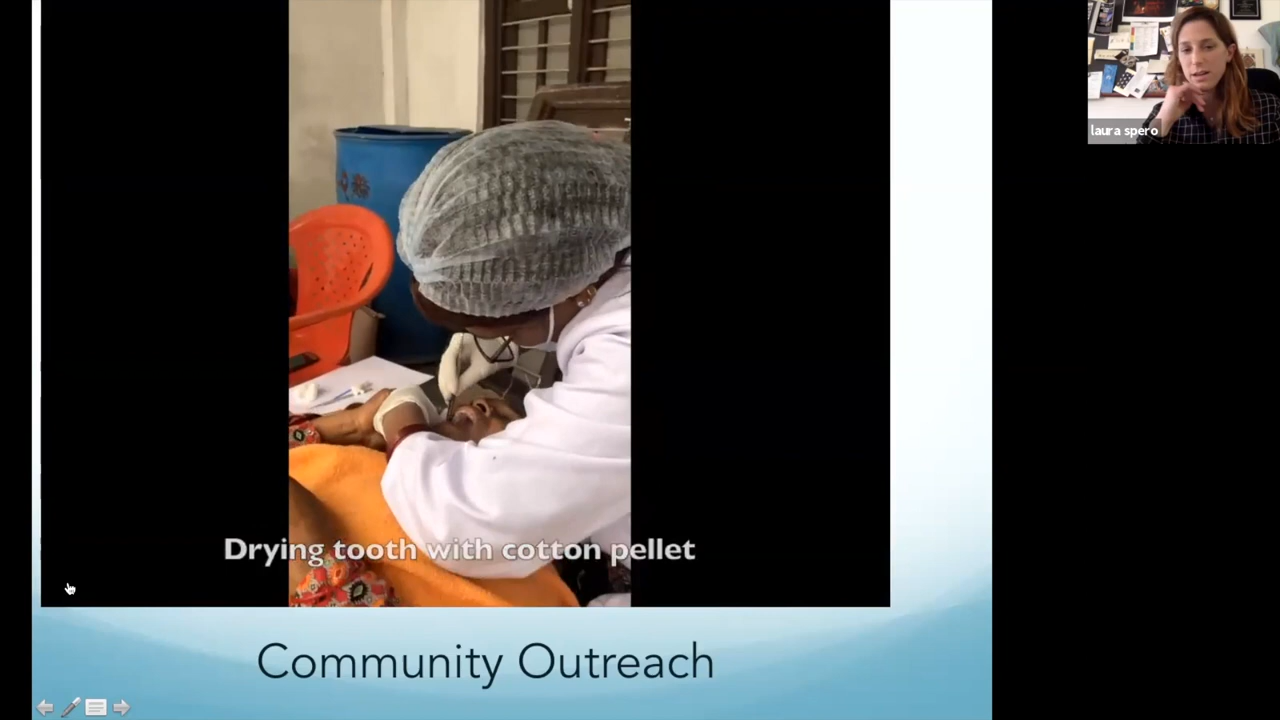 laura spero
Drying tooth with cotton pellet
Community Outreach